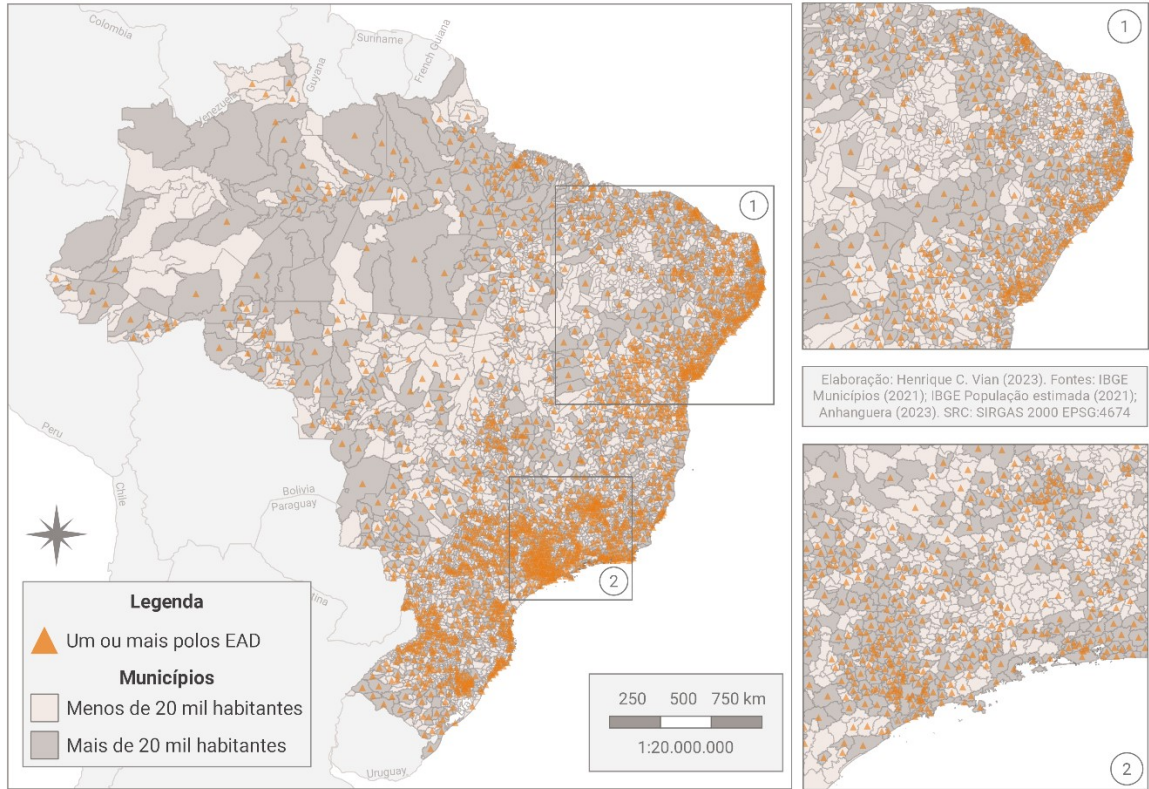 Colombia
Venezuela
Guyana
Suriname
French Guiana
Peru
Chile
Bolivia
Paraguay
Uruguay
1
2
Legenda
Um ou mais polos EAD
Municípios
Menos de 20 mil habitantes
Mais de 20 mil habitantes
250 500 750 km
1:20.000.000
1
Elaboração: Henrique C. Vian (2023). Fontes: IBGE
Municípios (2021); IBGE População estimada (2021);
Anhanguera (2023). SRC: SIRGAS 2000 EPSG:4674
2